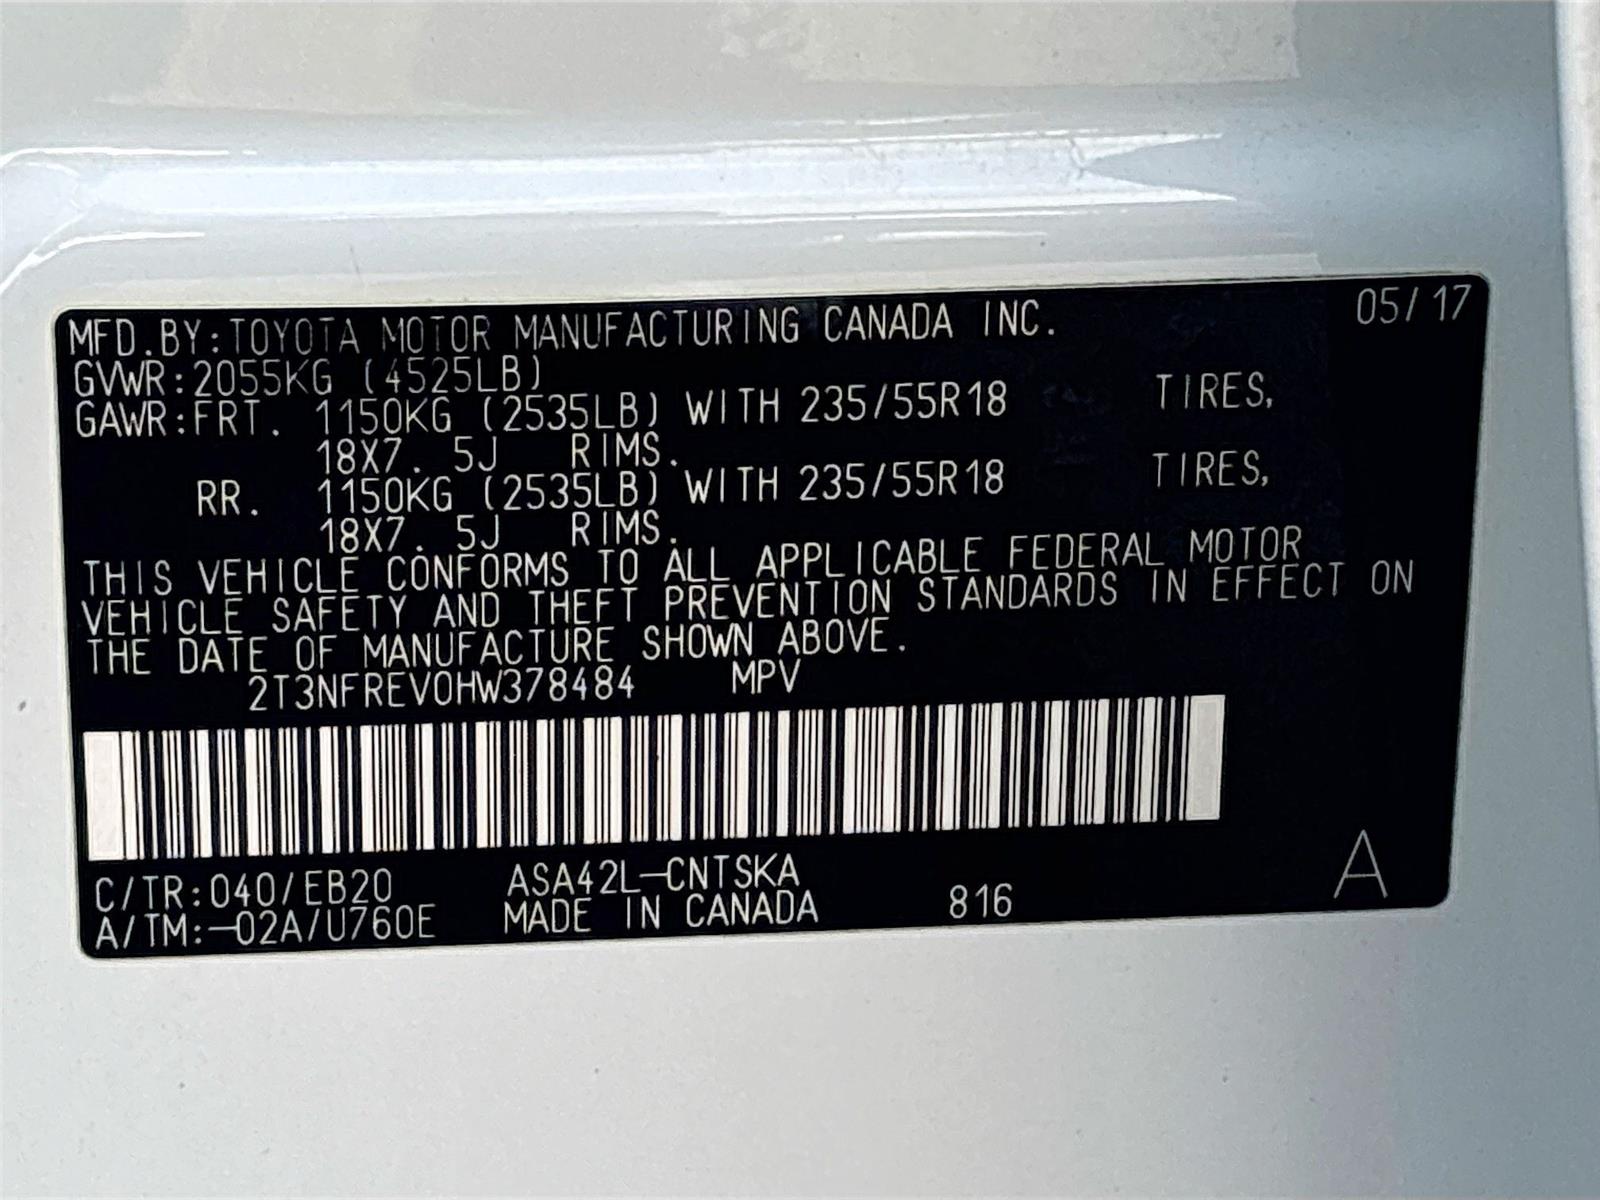 05/17
MFD.BY:TOYOTA MOTOR MANUFACTURING CANADA INC.
GVWR:2055KG (4525LB)
GAWR:FRT. 1150KG (2535LB) WITH 235/55R18 TIRES,
18X7.5J RIMS.
RR. 1150KG (2535LB) WITH 235/55R18 TIRES,
18X7.5J RIMS.
THIS VEHICLE CONFORMS TO ALL APPLICABLE FEDERAL MOTOR
VEHICLE SAFETY AND THEFT PREVENTION STANDARDS IN EFFECT ON
THE DATE OF MANUFACTURE SHOWN ABOVE.
2T3NFREV0HW378484 MPV
C/TR:040/EB20 ASA42L-CNTSKA
A/TM:-02A/U760E MADE IN CANADA 816
A